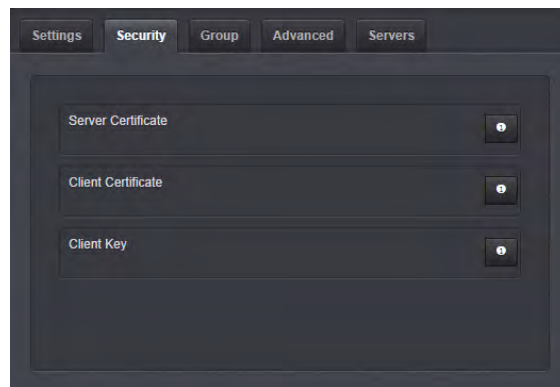 Settings Security Group Advanced Servers
Server Certificate
Client Certificate
Client Key